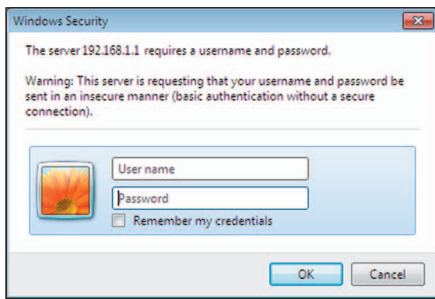 Windows Security
The server 192.168.1.1 requires a username and password.
Warning: This server is requesting that your username and password be
sent in an insecure manner (basic authentication without a secure
connection).
User name
Password
Remember my credentials
OK
Cancel